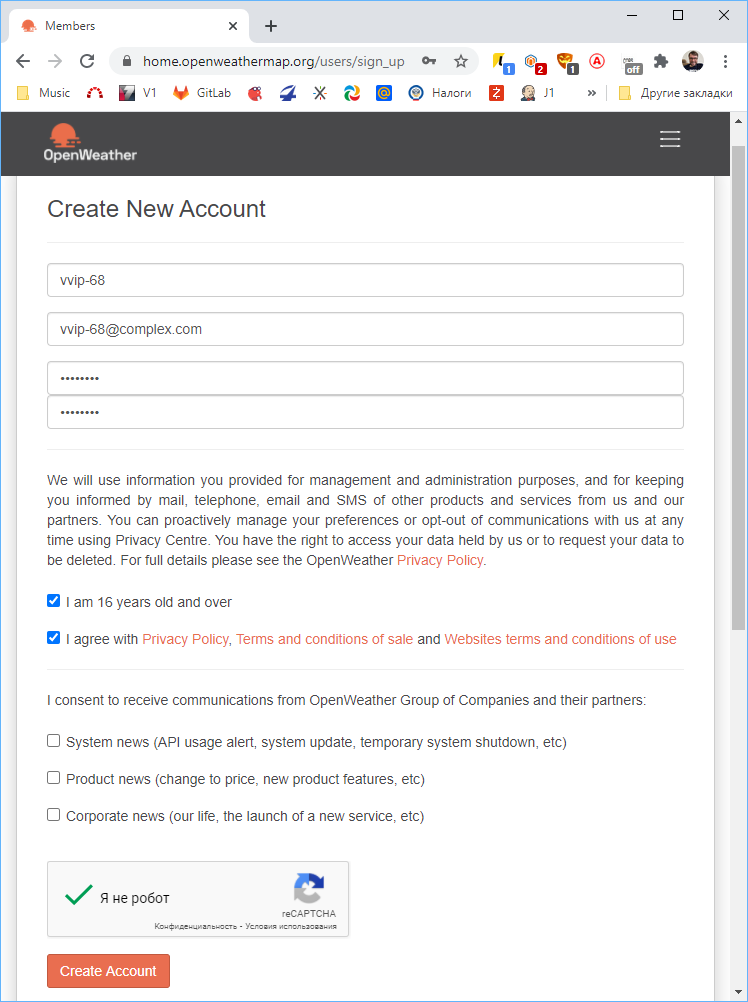 Members
home.openweathermap.org/users/sign_up
1
2
1
off
Music
V1
GitLab
Налоги
J1
»
Другие закладки
OpenWeather
Create New Account
vvip-68
vvip-68@complex.com
••••••••
••••••••
We will use information you provided for management and administration purposes, and for keeping
you informed by mail, telephone, email and SMS of other products and services from us and our
partners. You can proactively manage your preferences or opt-out of communications with us at any
time using Privacy Centre. You have the right to access your data held by us or to request your data to
be deleted. For full details please see the OpenWeather Privacy Policy.
I am 16 years old and over
I agree with Privacy Policy, Terms and conditions of sale and Websites terms and conditions of use
I consent to receive communications from OpenWeather Group of Companies and their partners:
System news (API usage alert, system update, temporary system shutdown, etc)
Product news (change to price, new product features, etc)
Corporate news (our life, the launch of a new service, etc)
Я не робот
reCAPTCHA
Конфиденциальность - Условия использования
Create Account